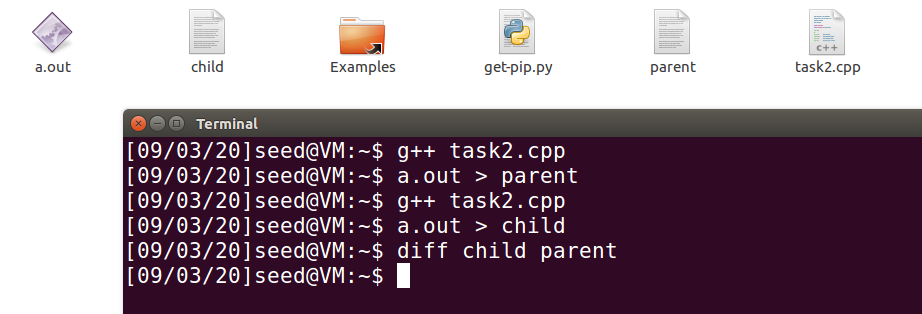 a.out
child
Examples
get-pip.py
parent
c++
task2.cpp
Terminal
[09/03/20]seed@VM:~$ g++ task2.cpp
[09/03/20]seed@VM:~$ a.out > parent
[09/03/20]seed@VM:~$ g++ task2.cpp
[09/03/20]seed@VM:~$ a.out > child
[09/03/20]seed@VM:~$ diff child parent
[09/03/20]seed@VM:~$